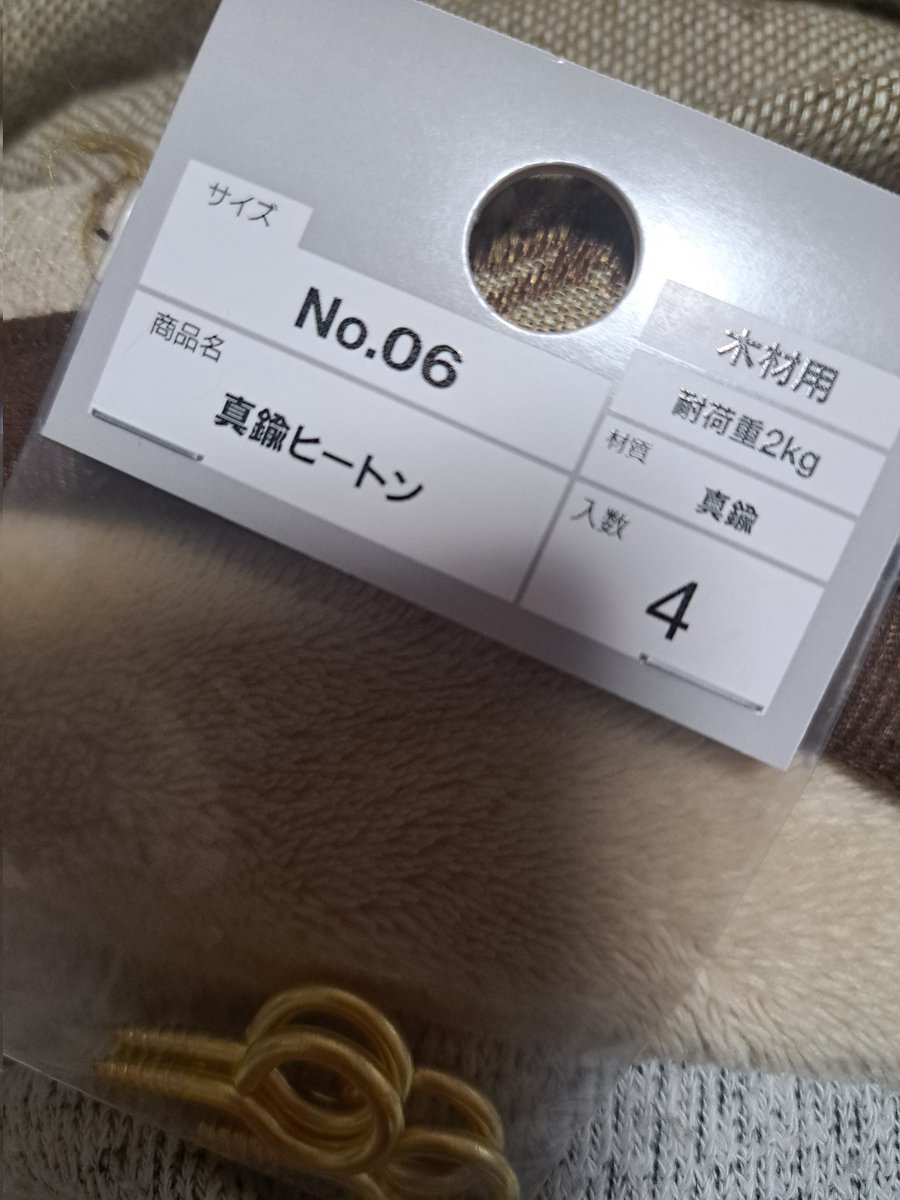 サイズ
No.06
商品名
真鍮ヒートン
木材用
耐荷重2kg
材質
真鍮
入数
4